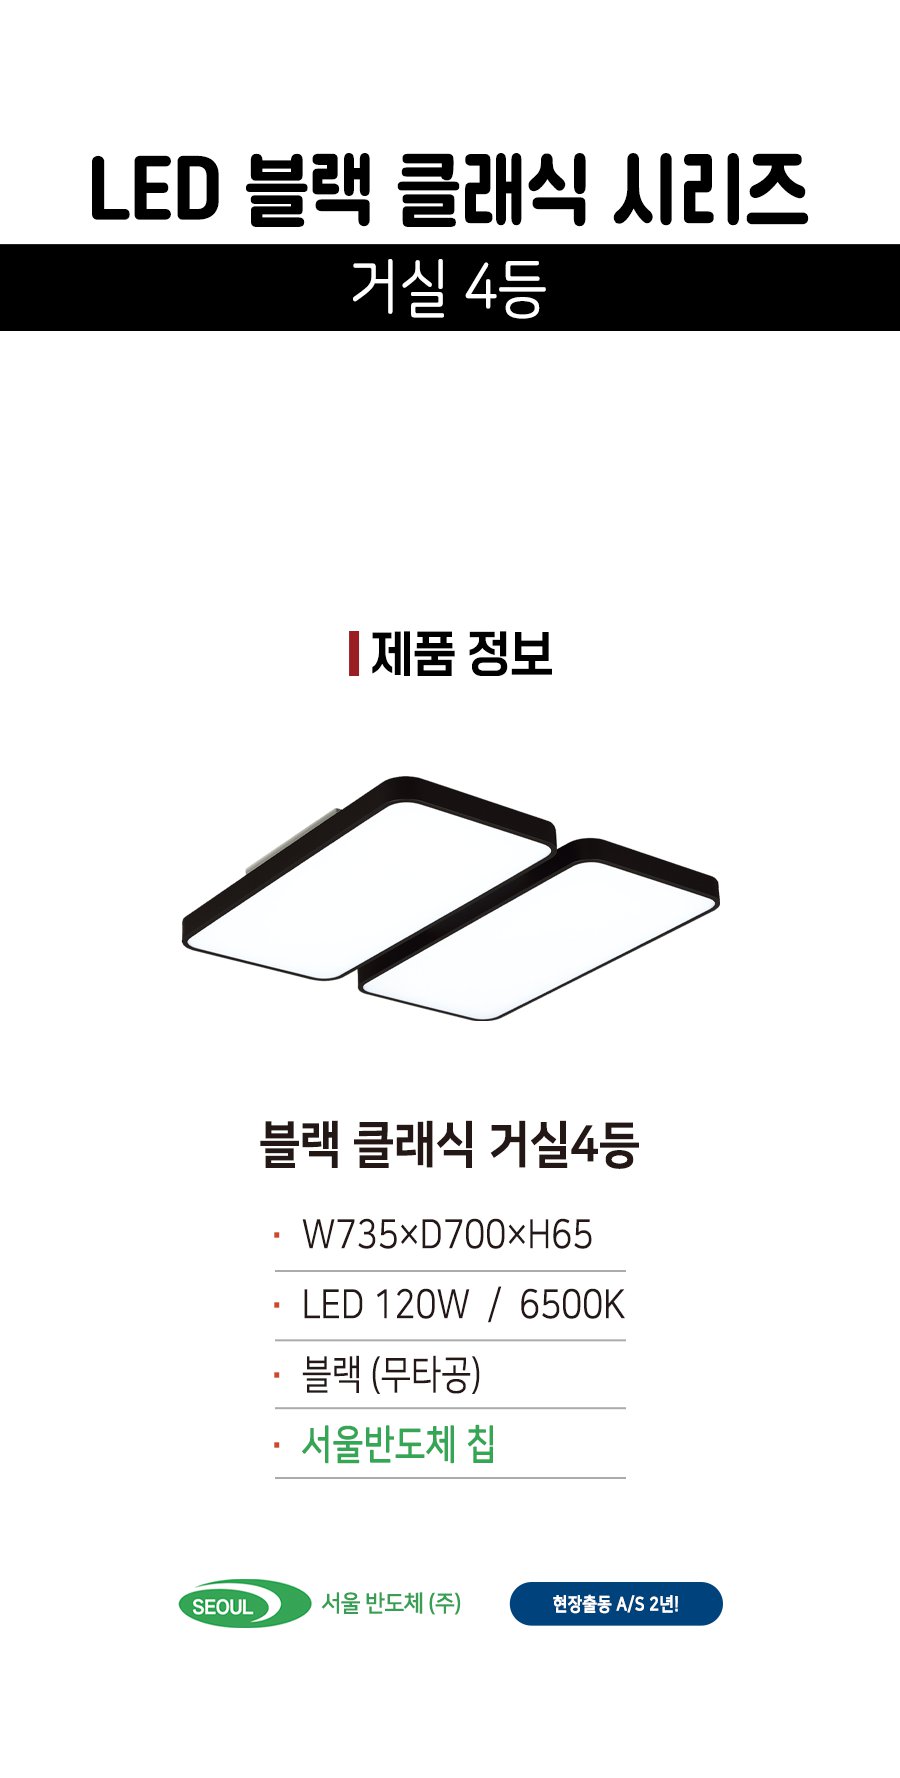 LED 블랙 클래식 시리즈
거실 4등
제품 정보
블랙 클래식 거실4등
· W735×D700×H65
· LED 120W / 6500K
· 블랙 (무타공)
· 서울반도체 칩
SEOUL 서울 반도체 (주)
현장출동 A/S 2년!